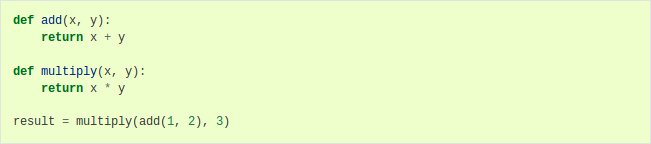 def add(x, y):
    return x + y

def multiply(x, y):
    return x * y

result = multiply(add(1, 2), 3)